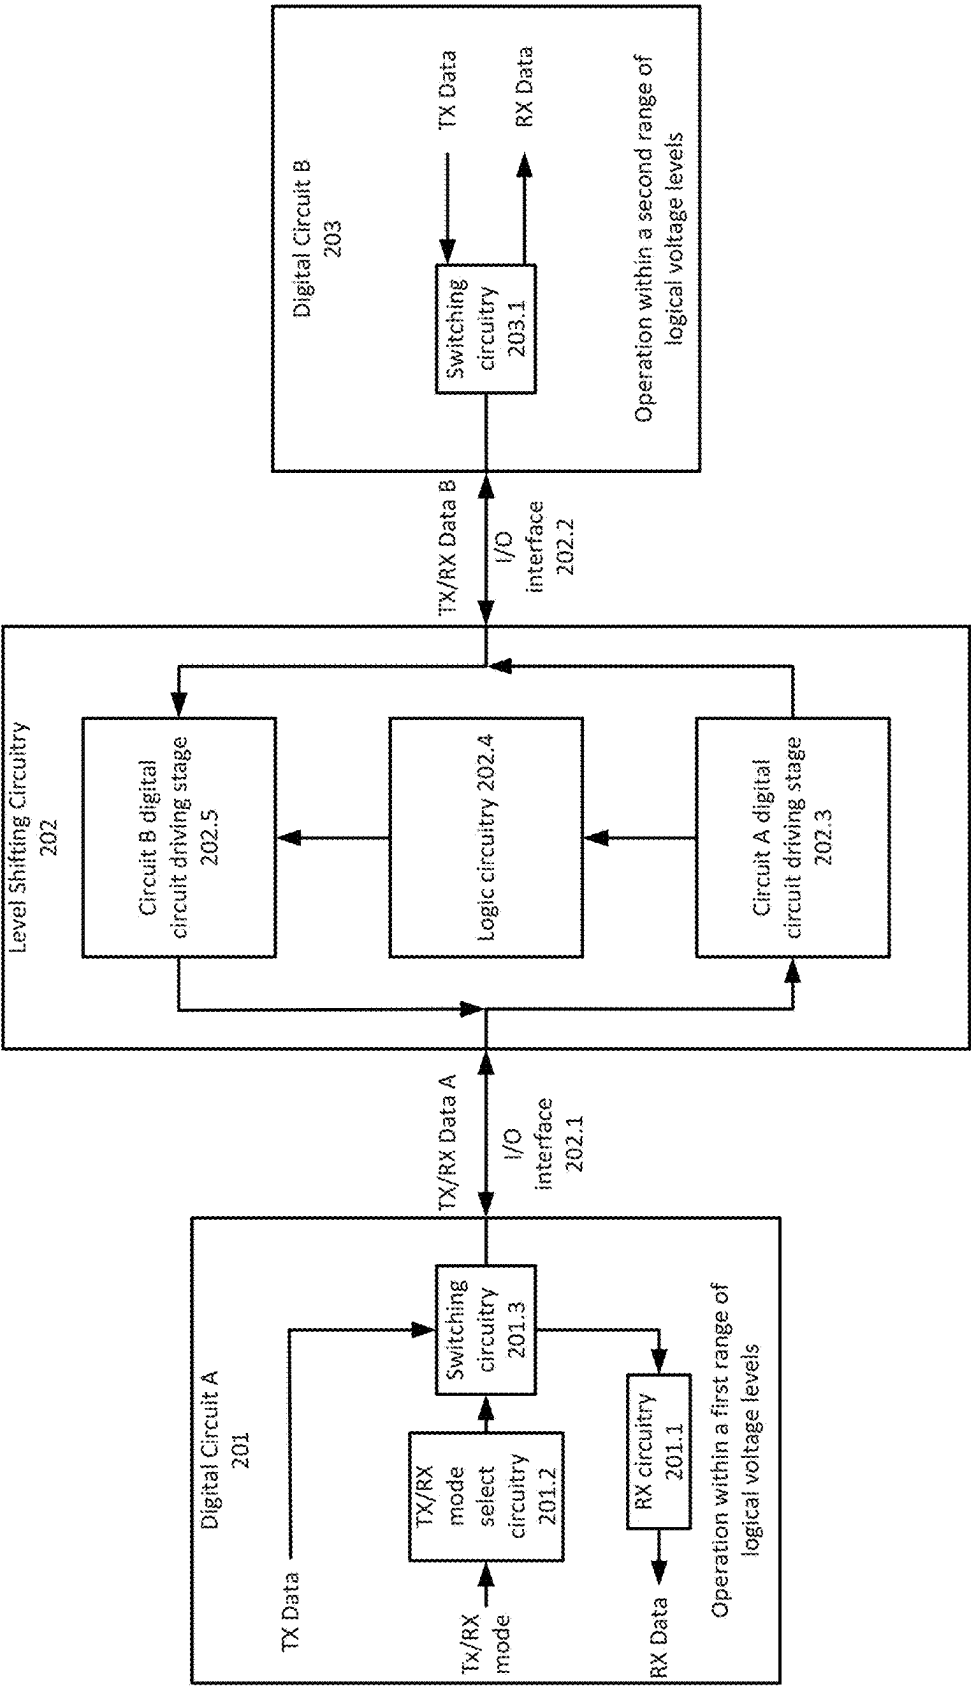 Digital Circuit A
201
TX Data
Tx/RX
mode
TX/RX
mode
select
circuitry
201.2
Switching
circuitry
201.3
RX circuitry
201.1
RX Data
Operation within a first range of
logical voltage levels
TX/RX Data A
I/O
interface
202.1
Level Shifting Circuitry
202
Circuit B digital
circuit driving stage
202.5
Logic circuitry 202.4
Circuit A digital
circuit driving stage
202.3
TX/RX Data B
I/O
interface
202.2
Digital Circuit B
203
Switching
circuitry
203.1
TX Data
RX Data
Operation within a second range of
logical voltage levels